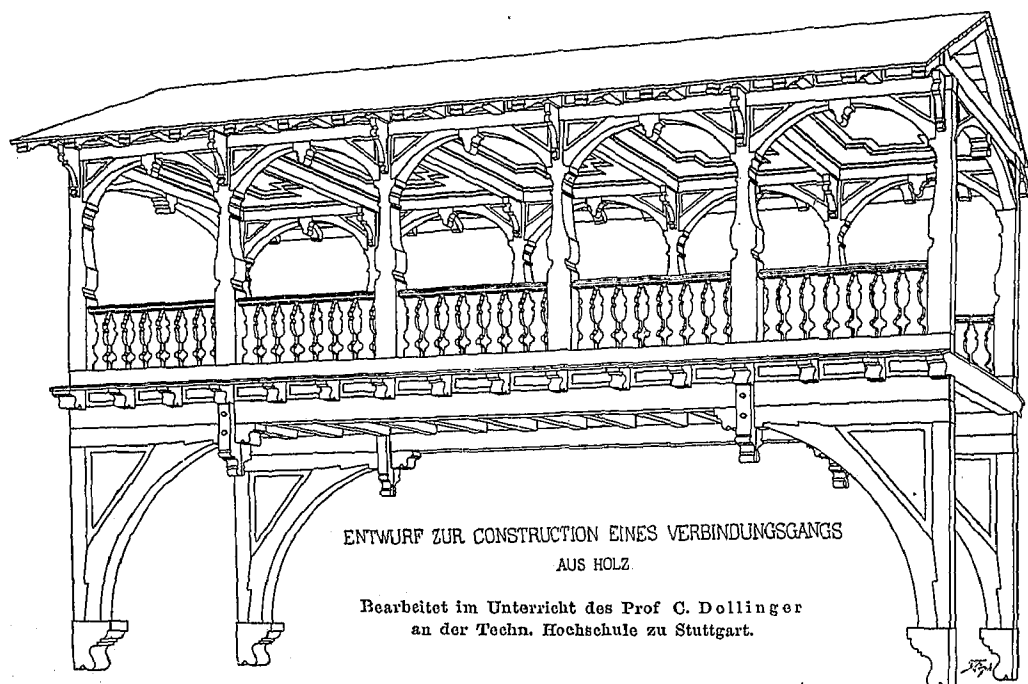 ENTWURF ZUR CONSTRUCTION EINES VERBINDUNGSGANGS
AUS HOLZ.
Bearbeitet im Unterricht des Prof C. Dollinger
an der Techn. Hochschule zu Stuttgart.